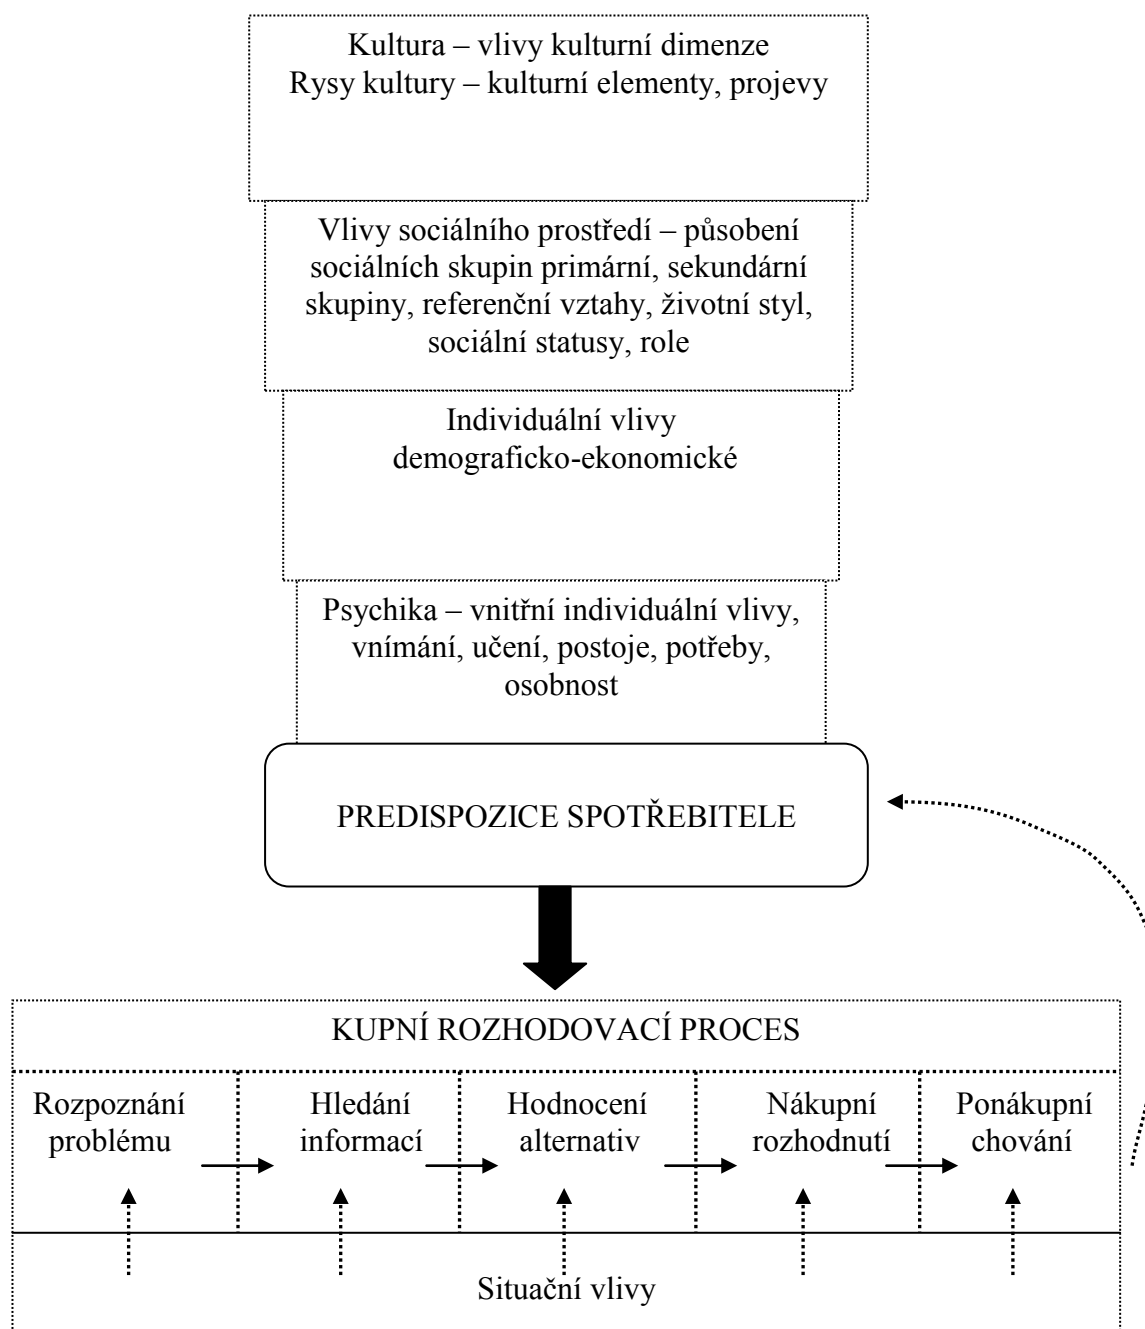 Kultura – vlivy kulturní dimenze
Rysy kultury – kulturní elementy, projevy
Vlivy sociálního prostředí – působení
sociálních skupin primární, sekundární
skupiny, referenční vztahy, životní styl,
sociální statusy, role
Individuální vlivy
demograficko-ekonomické
Psychika – vnitřní individuální vlivy,
vnímání, učení, postoje, potřeby,
osobnost
PREDISPOZICE SPOTŘEBITELE
KUPNÍ ROZHODOVACÍ PROCES
Rozpoznání
problému
Hledání
informací
Hodnocení
alternativ
Nákupní
rozhodnutí
Ponákupní
chování
Situační vlivy